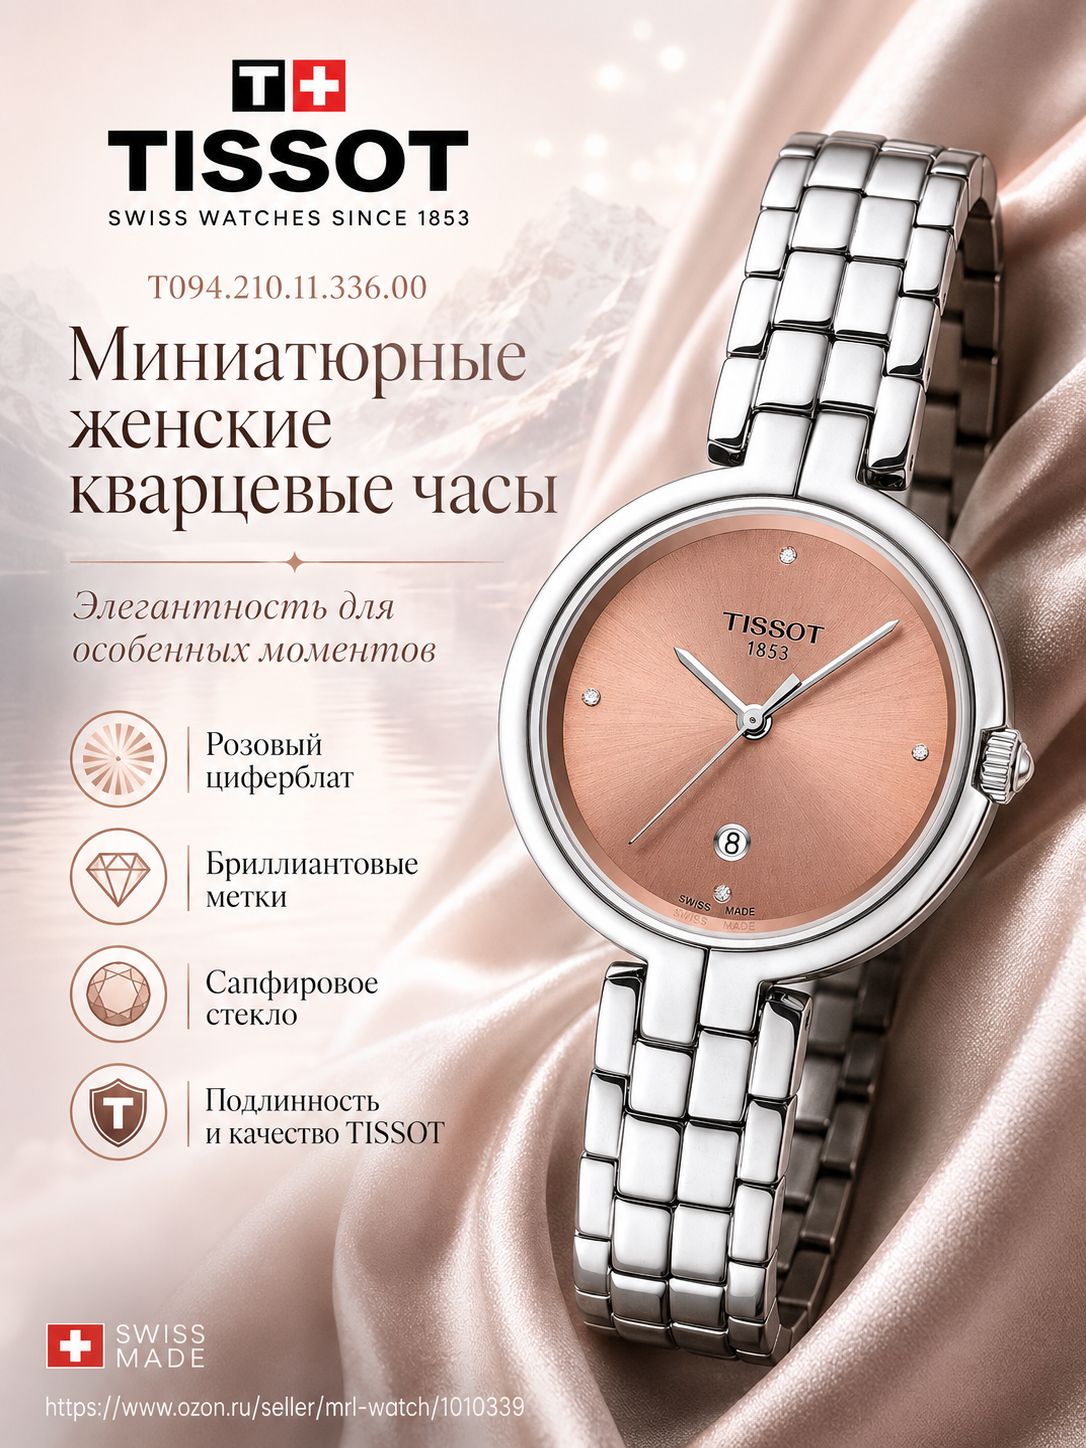 T+
TISSOT
SWISS WATCHES SINCE 1853
T094.210.11.336.00
Миниатюрные
женские
кварцевые часы
Элегантность для
особенных моментов
Розовый
циферблат
Бриллиантовые
метки
Сапфировое
стекло
T
Подлинность
и качество TISSOT
TISSOT
1853
8
SWISS MADE
SWISS MADE
SWISS
MADE
https://www.ozon.ru/seller/mrl-watch/1010339